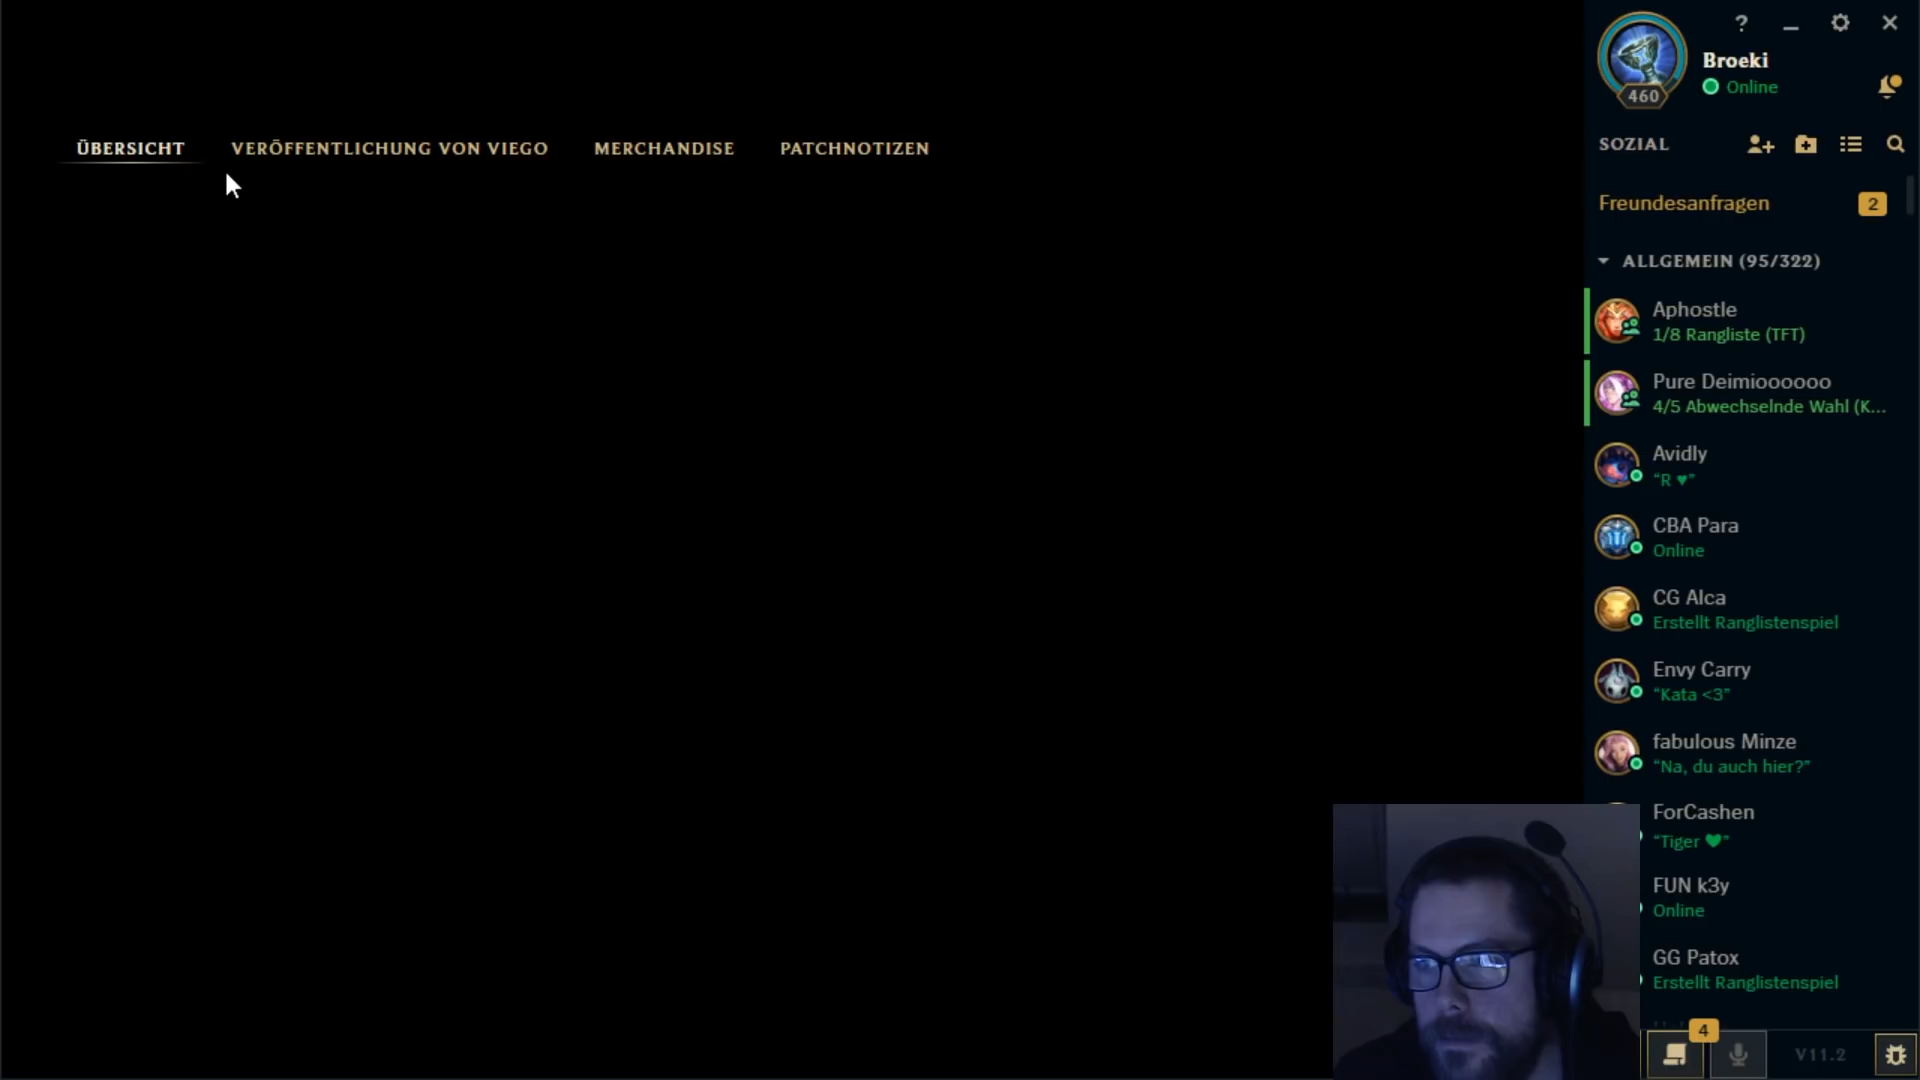 ?
Broeki
Online
460
ÜBERSICHT VERÖFFENTLICHUNG VON VIEGO MERCHANDISE PATCHNOTIZEN
SOZIAL
Freundesanfragen 2
ALLGEMEIN (95/322)
Aphostle
1/8 Rangliste (TFT)
Pure Deimioooooo
4/5 Abwechselnde Wahl (K...
Avidly
“R ♥”
CBA Para
Online
CG Alca
Erstellt Ranglistenspiel
Envy Carry
“Kata <3”
fabulous Minze
“Na, du auch hier?”
ForCashen
“Tiger ♥”
FUN k3y
Online
GG Patox
Erstellt Ranglistenspiel
4
V11.2